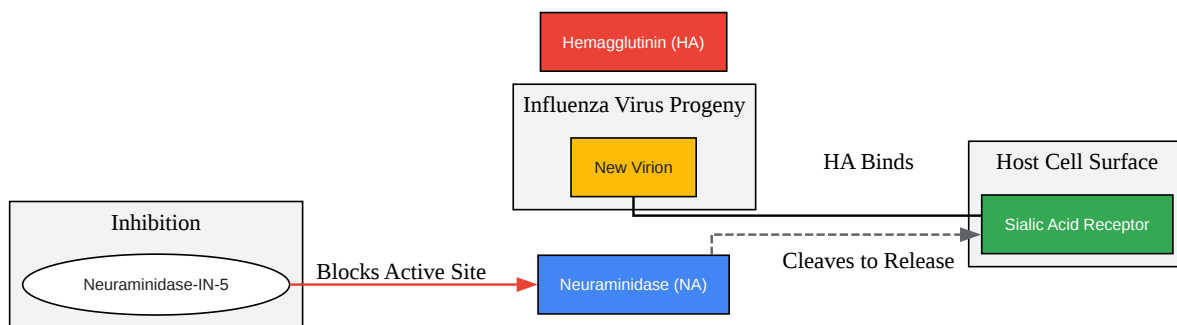 Hemagglutinin (HA)
Influenza Virus Progeny
New Virion
HA Binds
Host Cell Surface
Sialic Acid Receptor
Inhibition
Neuraminidase-IN-5
Blocks Active Site
Neuraminidase (NA)
Cleaves to Release